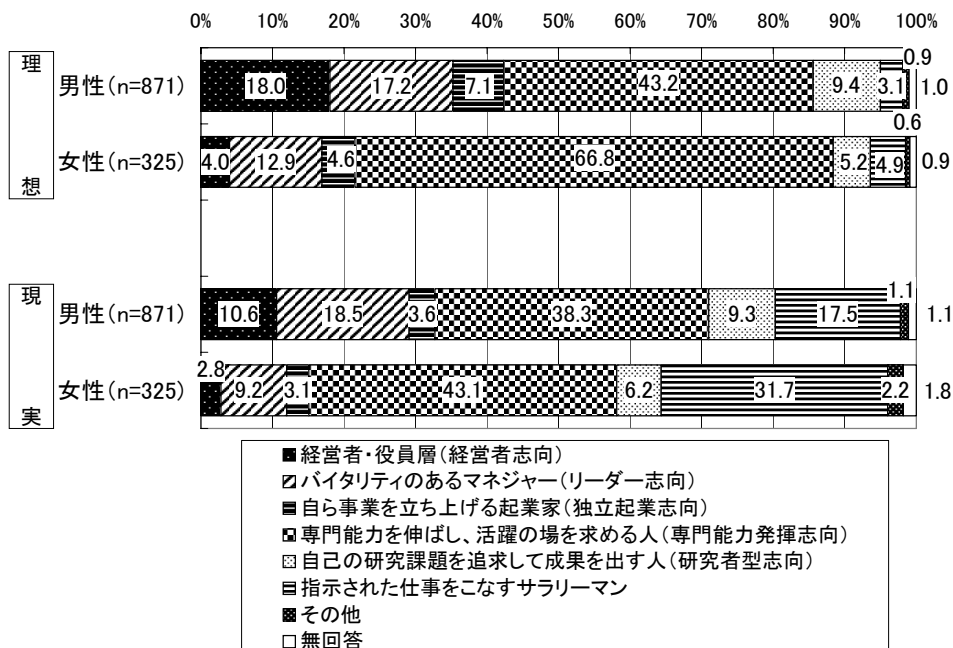 0% 10% 20% 30% 40% 50% 60% 70% 80% 90% 100%
理想
男性(n=871) 18.0 17.2 7.1 43.2 9.4 3.1 0.9 1.0
女性(n=325) 4.0 12.9 4.6 66.8 5.2 4.9 0.6 0.9
現実
男性(n=871) 10.6 18.5 3.6 38.3 9.3 17.5 1.1 1.1
女性(n=325) 2.8 9.2 3.1 43.1 6.2 31.7 2.2 1.8
経営者・役員層(経営者志向)
バイタリティのあるマネジャー(リーダー志向)
自ら事業を立ち上げる起業家(独立起業志向)
専門能力を伸ばし、活躍の場を求める人(専門能力発揮志向)
自己の研究課題を追求して成果を出す人(研究者型志向)
指示された仕事をこなすサラリーマン
その他
無回答